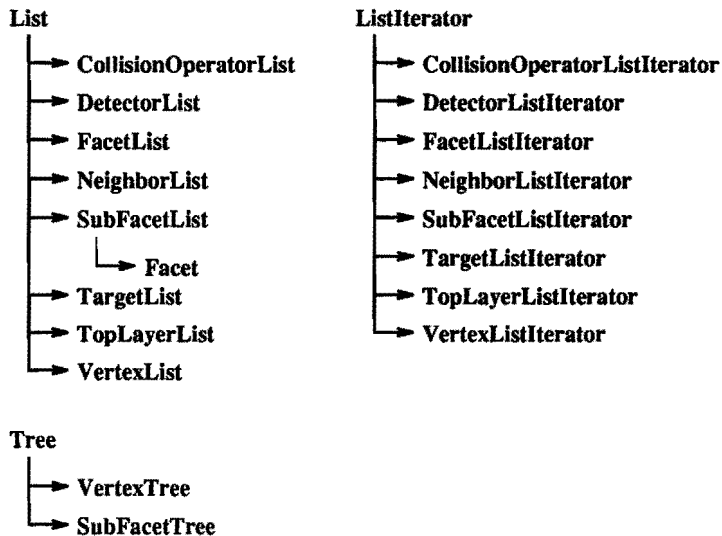 List
CollisionOperatorList
DetectorList
FacetList
NeighborList
SubFacetList
Facet
TargetList
TopLayerList
VertexList
ListIterator
CollisionOperatorListIterator
DetectorListIterator
FacetListIterator
NeighborListIterator
SubFacetListIterator
TargetListIterator
TopLayerListIterator
VertexListIterator
Tree
VertexTree
SubFacetTree